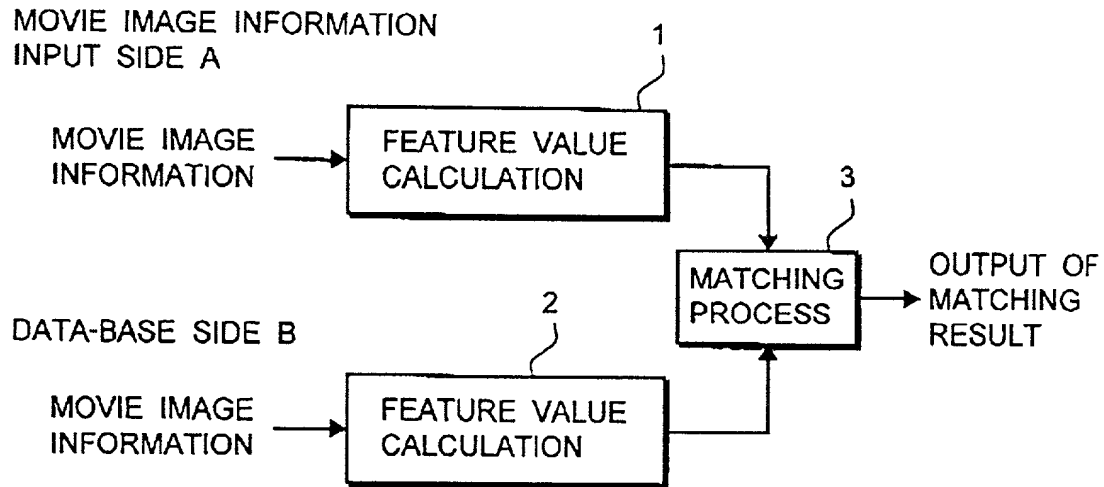 MOVIE IMAGE INFORMATION
INPUT SIDE A
1
MOVIE IMAGE
INFORMATION
FEATURE VALUE
CALCULATION
3
MATCHING
PROCESS
OUTPUT OF
MATCHING
RESULT
DATA-BASE SIDE B
2
MOVIE IMAGE
INFORMATION
FEATURE VALUE
CALCULATION